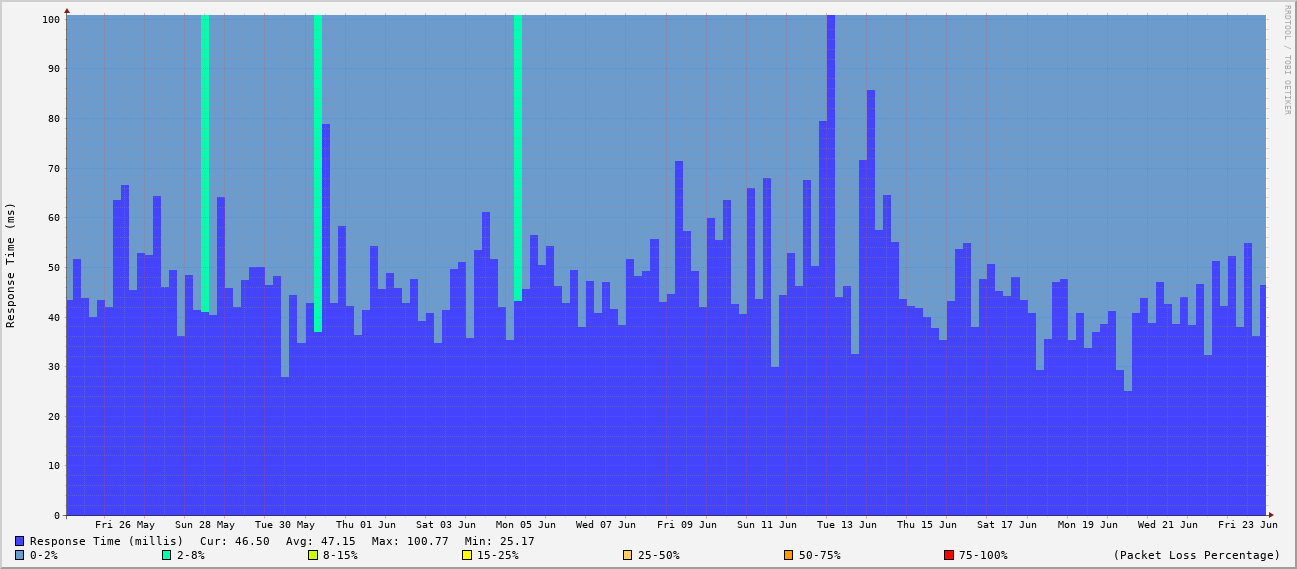 RRDTOOL / TOBI OETIKER
Response Time (ms)
100
90
80
70
60
50
40
30
20
10
0
Fri 26 May Sun 28 May Tue 30 May Thu 01 Jun Sat 03 Jun Mon 05 Jun Wed 07 Jun Fri 09 Jun Sun 11 Jun Tue 13 Jun Thu 15 Jun Sat 17 Jun Mon 19 Jun Wed 21 Jun Fri 23 Jun
Response Time (millis) Cur: 46.50 Avg: 47.15 Max: 100.77 Min: 25.17
0-2% 2-8% 8-15% 15-25% 25-50% 50-75% 75-100% (Packet Loss Percentage)